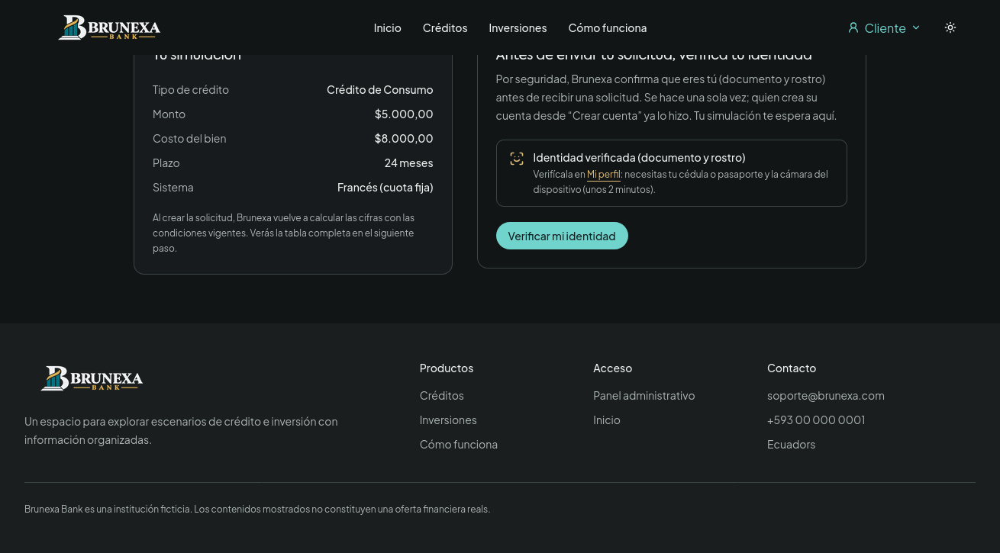 BRUNEXA
BANK
Inicio
Créditos
Inversiones
Cómo funciona
Cliente
Tu simulación
Tipo de crédito
Crédito de Consumo
Monto
$5.000,00
Costo del bien
$8.000,00
Plazo
24 meses
Sistema
Francés (cuota fija)
Al crear la solicitud, Brunexa vuelve a calcular las cifras con las
condiciones vigentes. Verás la tabla completa en el siguiente
paso.
Antes de enviar tu solicitud, verifica tu identidad
Por seguridad, Brunexa confirma que eres tú (documento y rostro)
antes de recibir una solicitud. Se hace una sola vez; quien crea su
cuenta desde “Crear cuenta” ya lo hizo. Tu simulación te espera aquí.
Identidad verificada (documento y rostro)
Verifícala en Mi perfil: necesitas tu cédula o pasaporte y la cámara del
dispositivo (unos 2 minutos).
Verificar mi identidad
BRUNEXA
BANK
Un espacio para explorar escenarios de crédito e inversión con
información organizadas.
Productos
Créditos
Inversiones
Cómo funciona
Acceso
Panel administrativo
Inicio
Contacto
soporte@brunexa.com
+593 00 000 0001
Ecuadors
Brunexa Bank es una institución ficticia. Los contenidos mostrados no constituyen una oferta financiera reals.